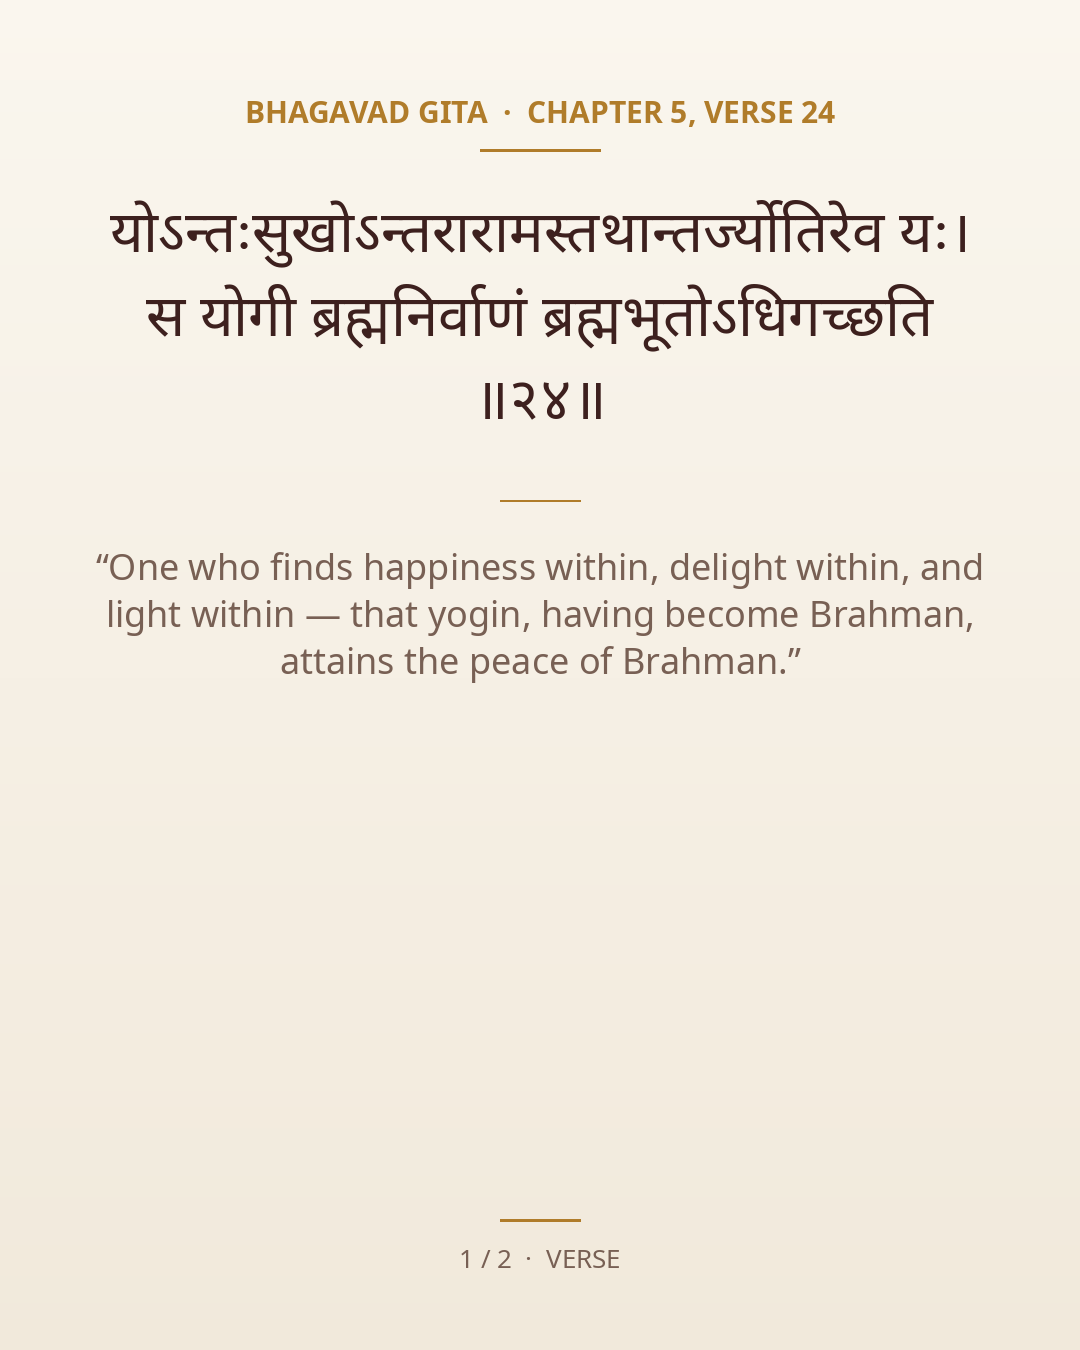 BHAGAVAD GITA · CHAPTER 5, VERSE 24
योऽन्तःसुखोऽन्तरारामस्तथान्तर्ज्योतिरेव यः।
स योगी ब्रह्मनिर्वाणं ब्रह्मभूतोऽधिगच्छति
॥२४॥
“One who finds happiness within, delight within, and
light within — that yogin, having become Brahman,
attains the peace of Brahman.”
1 / 2 · VERSE